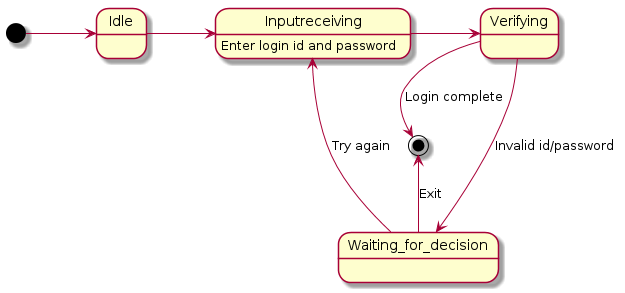 Idle
Inputreceiving
Enter login id and password
Verifying
Login complete
Try again
Invalid id/password
Exit
Waiting_for_decision